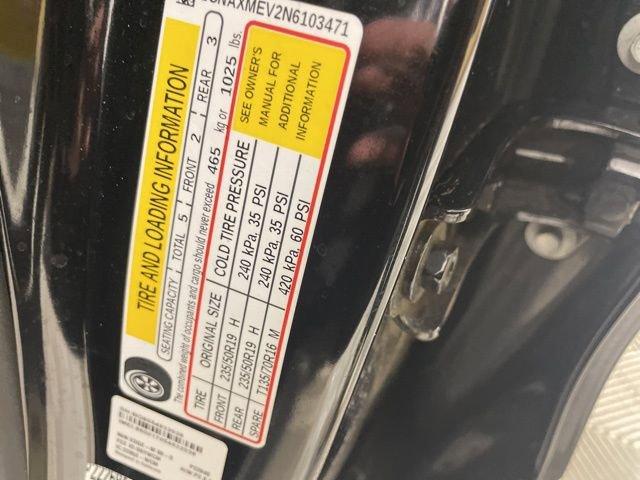 NAXMEV2N6103471
TIRE AND LOADING INFORMATION
SEATING CAPACITY TOTAL 5 FRONT 2 REAR 3
The combined weight of occupants and cargo should never exceed 465 kg or 1025 lbs.
TIRE ORIGINAL SIZE COLD TIRE PRESSURE
FRONT 235/50R19 H 240 kPa, 35 PSI
REAR 235/50R19 H 240 kPa, 35 PSI
SPARE T135/70R16 M 420 kPa, 60 PSI
SEE OWNER'S
MANUAL FOR
ADDITIONAL
INFORMATION